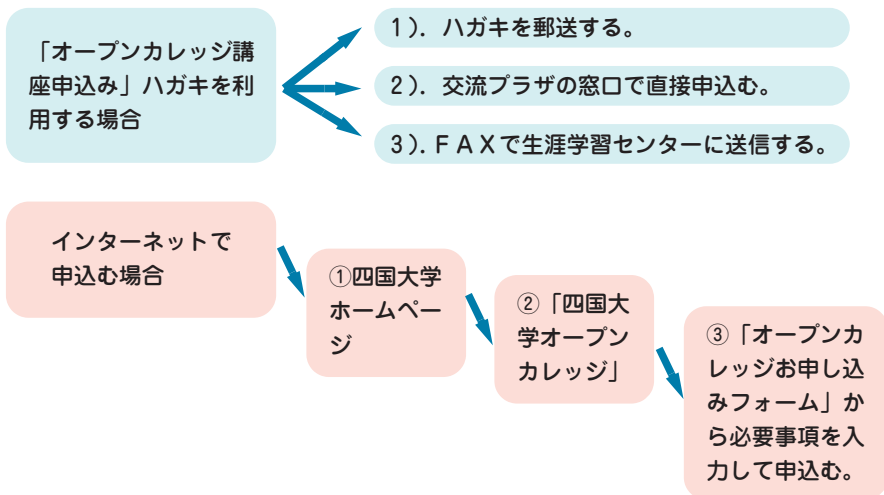 「オープンカレッジ講
座申込み」ハガキを利
用する場合
1）．ハガキを郵送する。
2）．交流プラザの窓口で直接申込む。
3）．ＦＡＸで生涯学習センターに送信する。
インターネットで
申込む場合
①四国大学
ホームペー
ジ
②「四国大
学オープン
カレッジ」
③「オープンカ
レッジお申し込
みフォーム」か
ら必要事項を入
力して申込む。